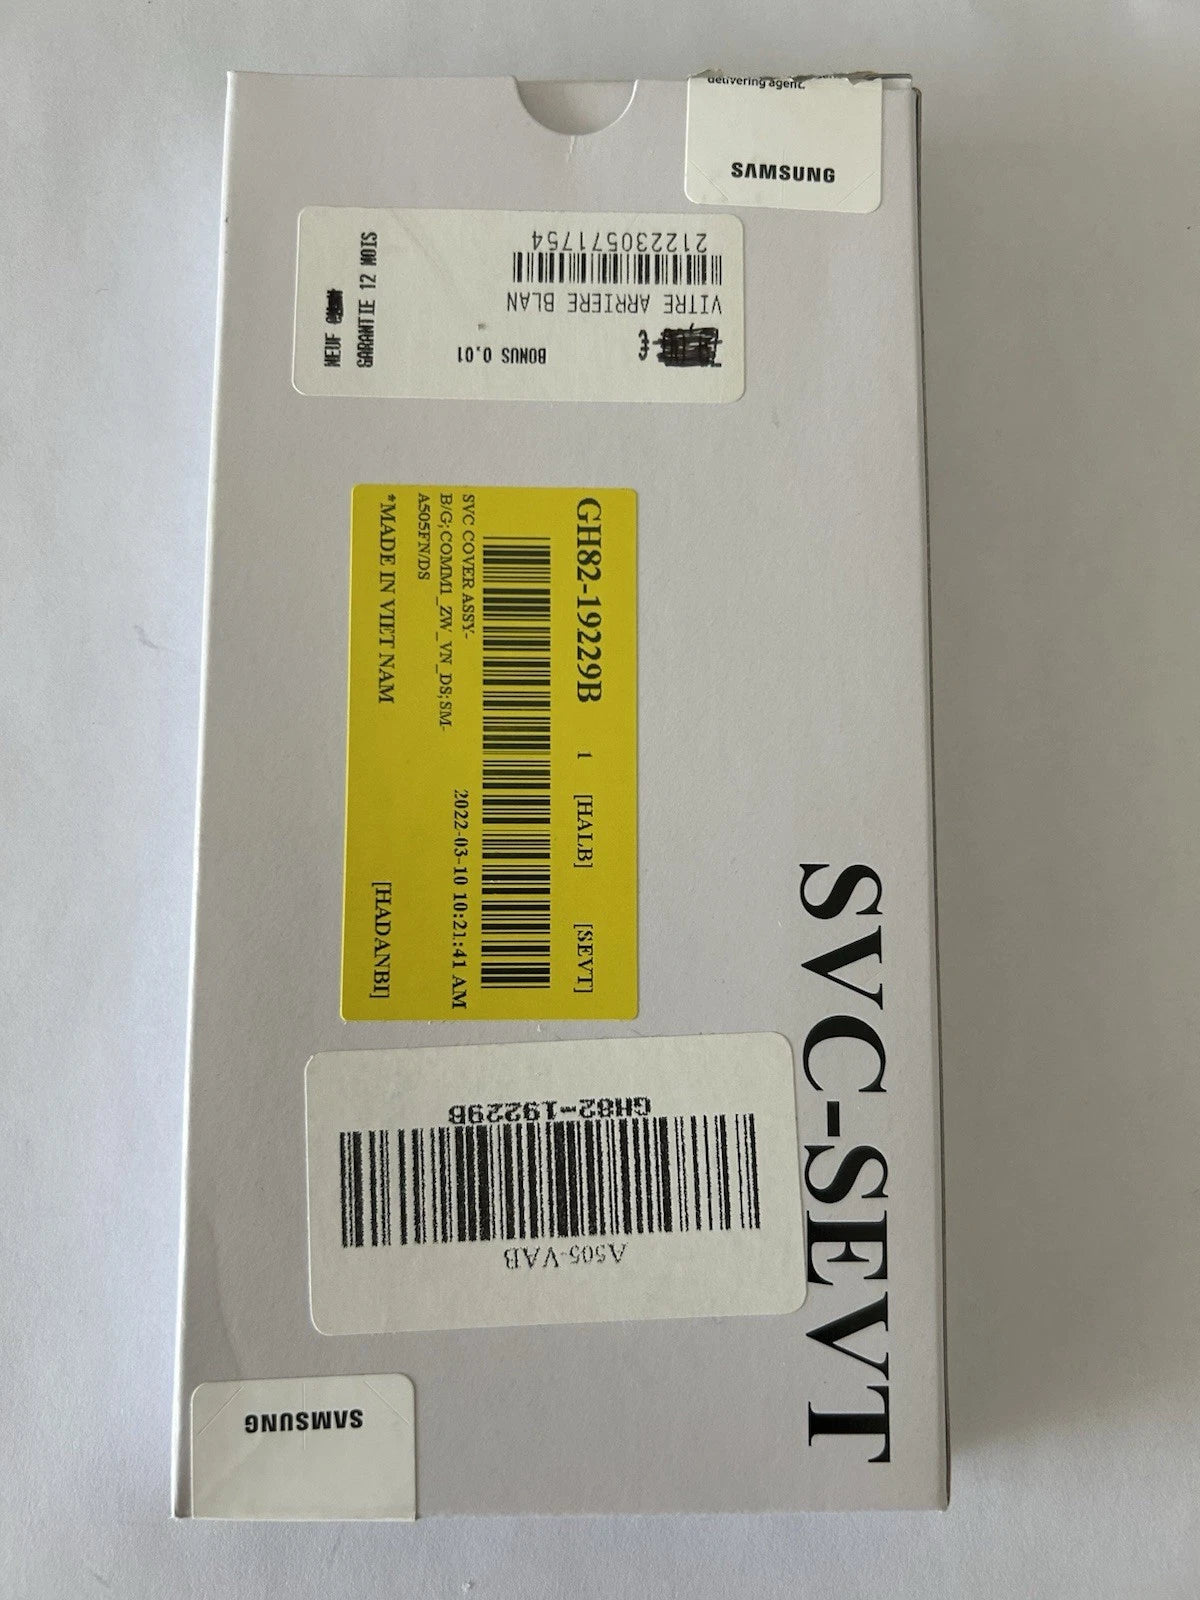 delivering agent.
SAMSUNG
212230571754
VITRE ARRIERE BLAN
€
BONUS 0.01
GARANTIE 12 MOIS
NEUF
GH82-19229B 1 [HALB] [SEVT]
SVC COVER ASSY-
B/G;COMM1_ZW_VN_DS;SM-
A505FN/DS
2022-03-10 10:21:41 AM
*MADE IN VIET NAM
[HADANBI]
SVC-SEVT
GH82-19229B
A505-VAB
SAMSUNG